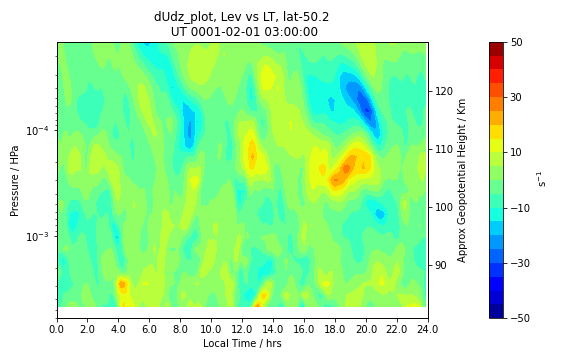 dUdz_plot, Lev vs LT, lat-50.2
UT 0001-02-01 03:00:00
Pressure / HPa
10⁻⁴
10⁻³
120
110
100
90
Approx Geopotential Height / Km
0.0 2.0 4.0 6.0 8.0 10.0 12.0 14.0 16.0 18.0 20.0 22.0 24.0
Local Time / hrs
50
30
10
−10
−30
−50
s⁻¹